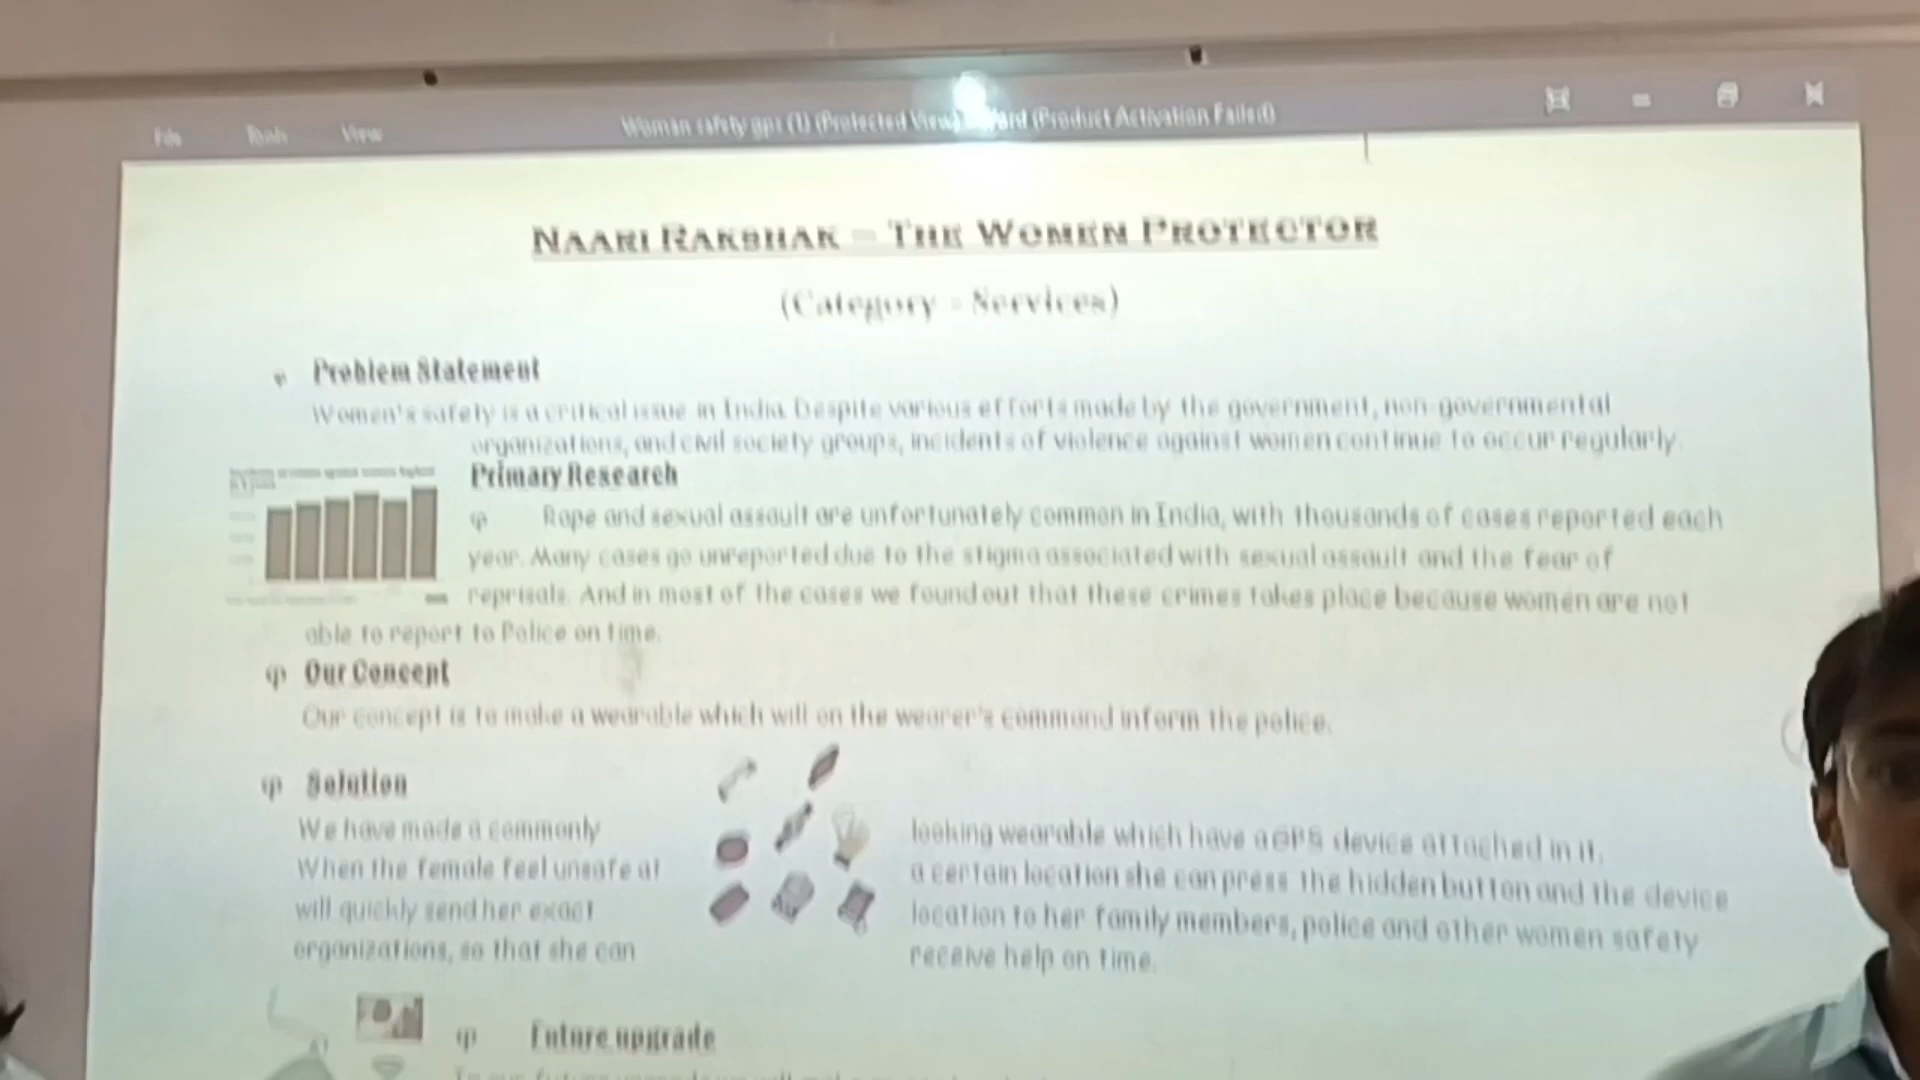 File Tools View Woman safety gps (1) (Protected View) Word (Product Activation Failed)
NAARI RAKSHAK – THE WOMEN PROTECTOR
(Category - Services)
Problem Statement
Women's safety is a critical issue in India. Despite various efforts made by the government, non-governmental
organizations, and civil society groups, incidents of violence against women continue to occur regularly.
Primary Research
Rape and sexual assault are unfortunately common in India, with thousands of cases reported each
year. Many cases go unreported due to the stigma associated with sexual assault and the fear of
reprisals. And in most of the cases we found out that these crimes takes place because women are not
able to report to Police on time.
Our Concept
Our concept is to make a wearable which will on the wearer's command inform the police.
Solution
We have made a commonly looking wearable which have a GPS device attached in it.
When the female feel unsafe at a certain location she can press the hidden button and the device
will quickly send her exact location to her family members, police and other women safety
organizations, so that she can receive help on time.
Future upgrade